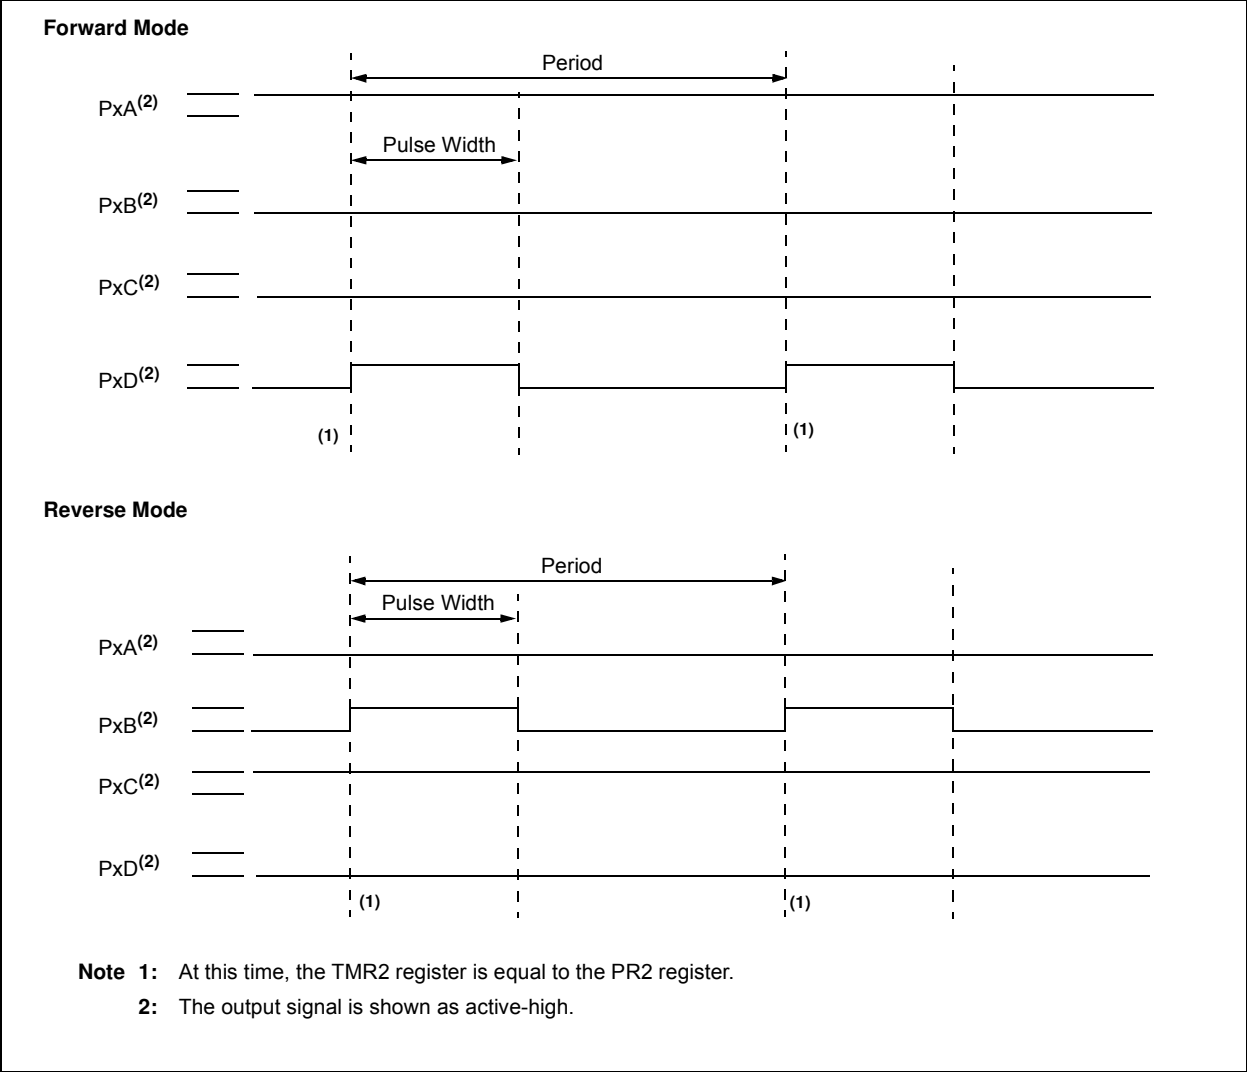 Forward Mode
Period
PxA(2)
Pulse Width
PxB(2)
PxC(2)
PxD(2)
(1)
(1)
Reverse Mode
Period
Pulse Width
PxA(2)
PxB(2)
PxC(2)
PxD(2)
(1)
(1)
Note 1: At this time, the TMR2 register is equal to the PR2 register.
2: The output signal is shown as active-high.